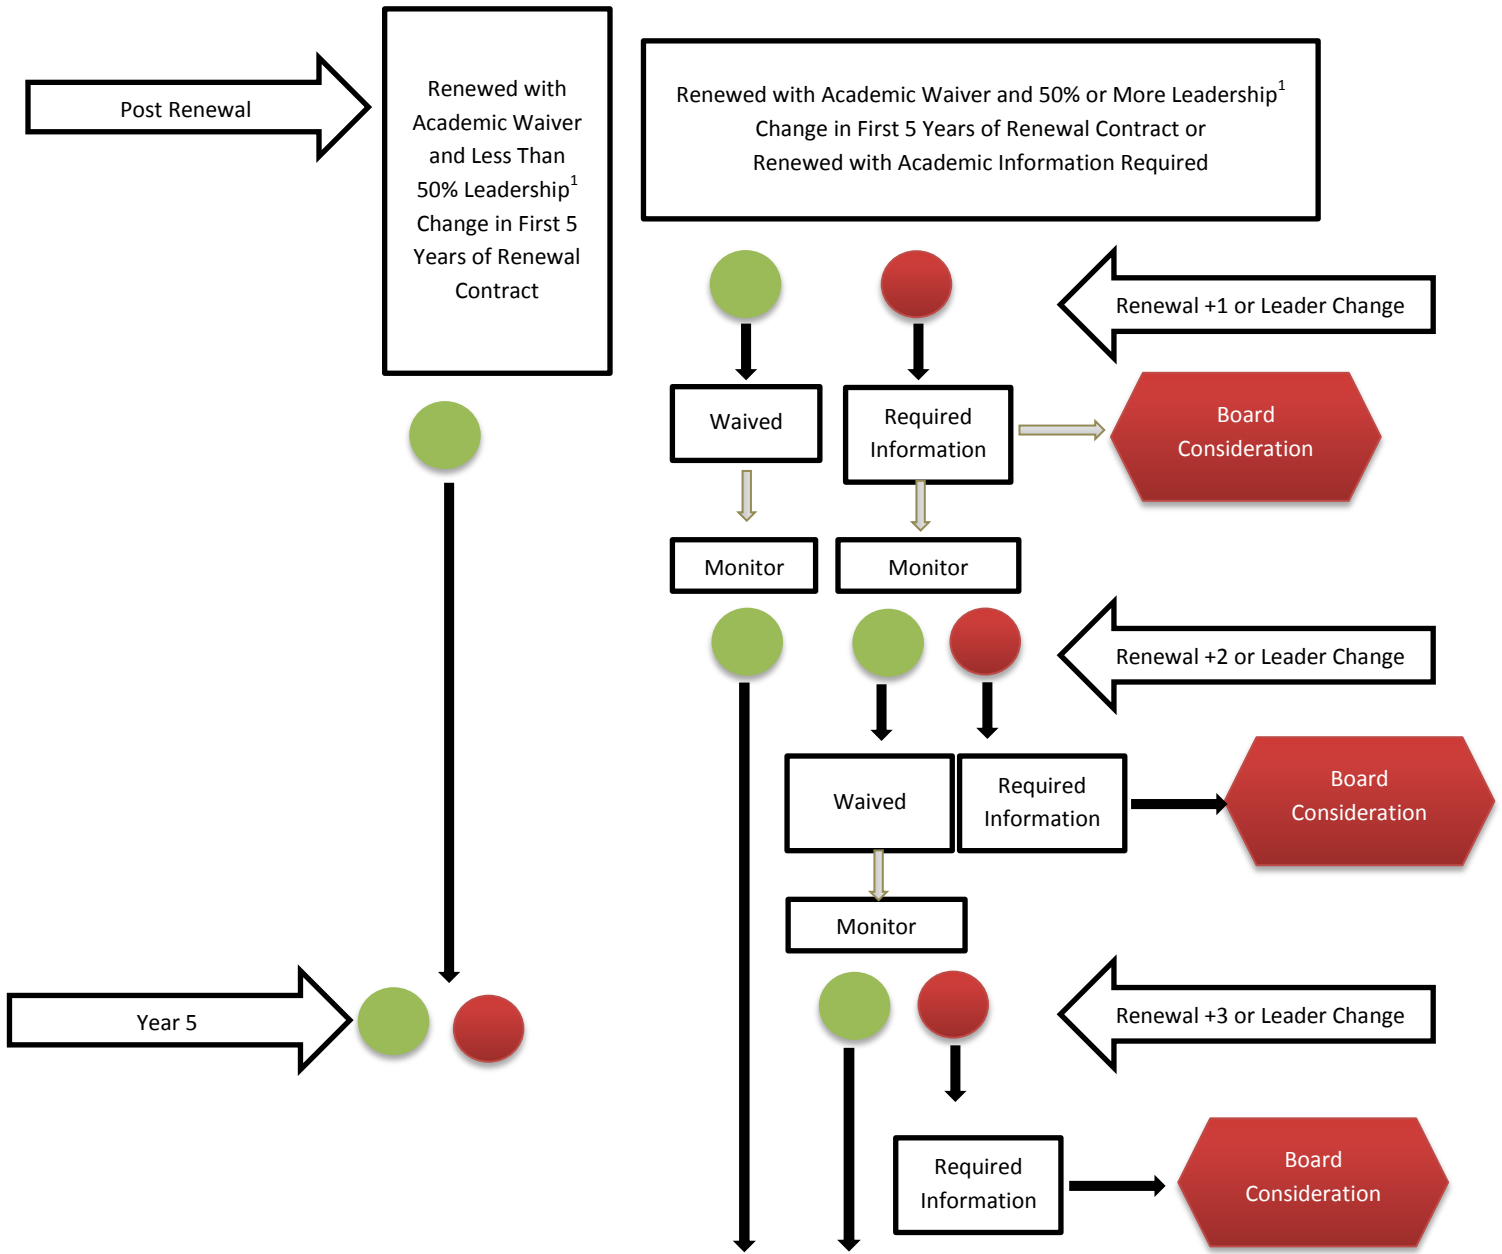 Post Renewal
Renewed with
Academic Waiver
and Less Than
50% Leadership¹
Change in First 5
Years of Renewal
Contract
Renewed with Academic Waiver and 50% or More Leadership¹
Change in First 5 Years of Renewal Contract or
Renewed with Academic Information Required
Renewal +1 or Leader Change
Waived
Required
Information
Board
Consideration
Monitor
Monitor
Renewal +2 or Leader Change
Waived
Required
Information
Board
Consideration
Monitor
Year 5
Renewal +3 or Leader Change
Required
Information
Board
Consideration